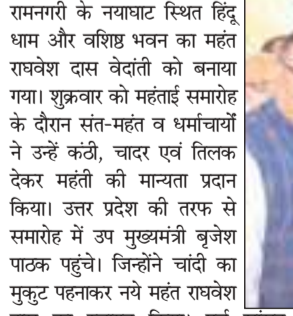 रामनगरी के नयाघाट स्थित हिंदू
धाम और वशिष्ठ भवन का महंत
राघवेश दास वेदांती को बनाया
गया। शुक्रवार को महंताई समारोह
के दौरान संत-महंत व धर्माचार्यों
ने उन्हें कंठी, चादर एवं तिलक
देकर महंती की मान्यता प्रदान
किया। उत्तर प्रदेश की तरफ से
समारोह में उप मुख्यमंत्री बृजेश
पाठक पहुंचे। जिन्होंने चांदी का
मुकुट पहनाकर नये महंत राघवेश